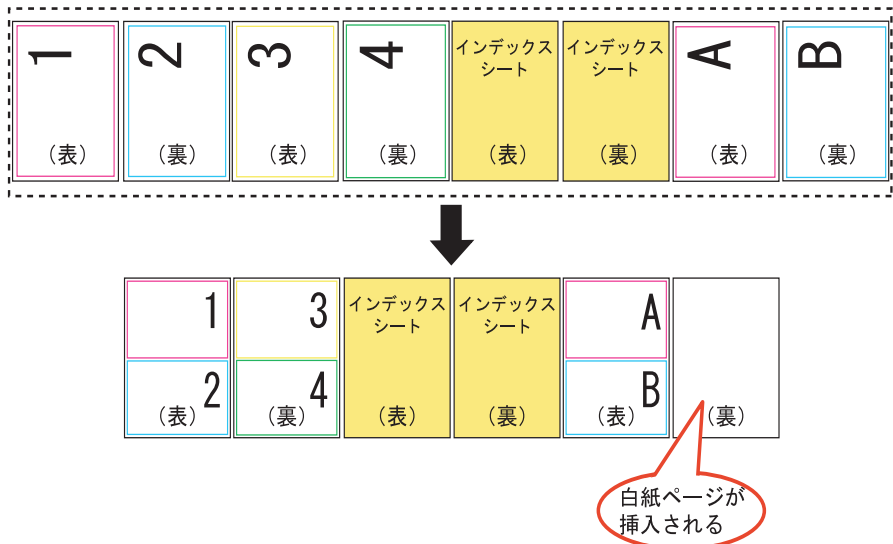 1
2
3
4
インデックス
シート
インデックス
シート
A
B
（表）
（裏）
（表）
（裏）
（表）
（裏）
（表）
（裏）
1
3
インデックス
シート
インデックス
シート
A
2
4
B
（表）
（裏）
（表）
（裏）
（表）
（裏）
白紙ページが
挿入される